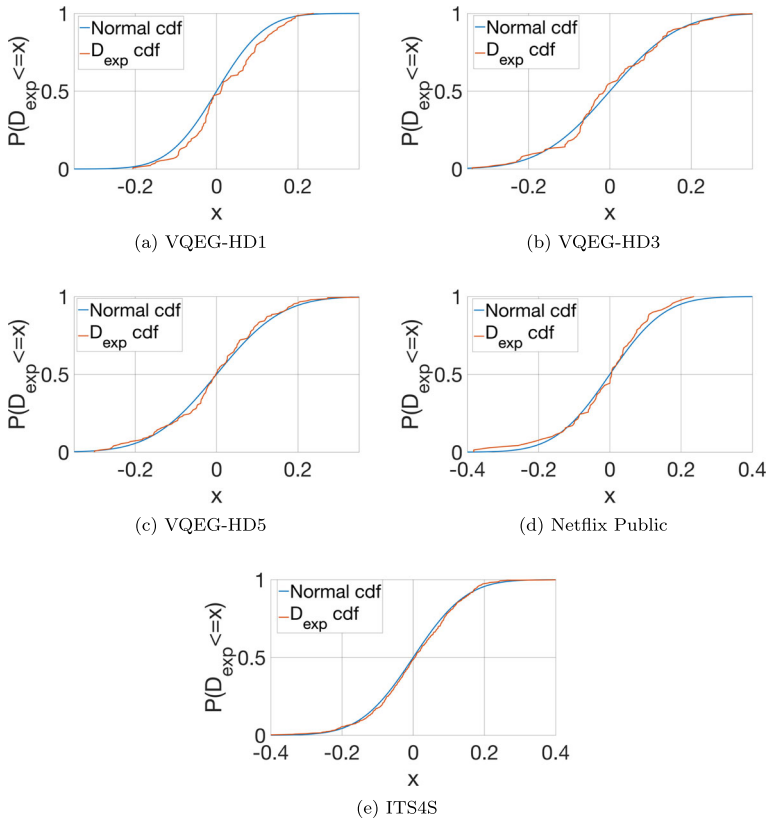 1
Normal cdf
D_exp cdf
0.5
0
-0.2
0
0.2
P(D_exp<=x)
x
(a) VQEG-HD1
1
Normal cdf
D_exp cdf
0.5
0
-0.2
0
0.2
P(D_exp<=x)
x
(b) VQEG-HD3
1
Normal cdf
D_exp cdf
0.5
0
-0.2
0
0.2
P(D_exp<=x)
x
(c) VQEG-HD5
1
Normal cdf
D_exp cdf
0.5
0
-0.4
-0.2
0
0.2
0.4
P(D_exp<=x)
x
(d) Netflix Public
1
Normal cdf
D_exp cdf
0.5
0
-0.4
-0.2
0
0.2
0.4
P(D_exp<=x)
x
(e) ITS4S